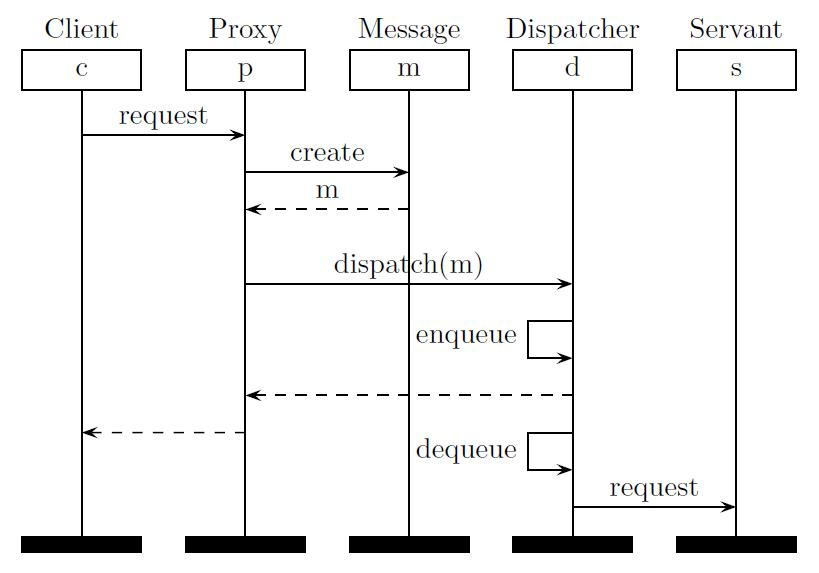 Client Proxy Message Dispatcher Servant
c p m d s
request
create
m
dispatch(m)
enqueue
dequeue
request